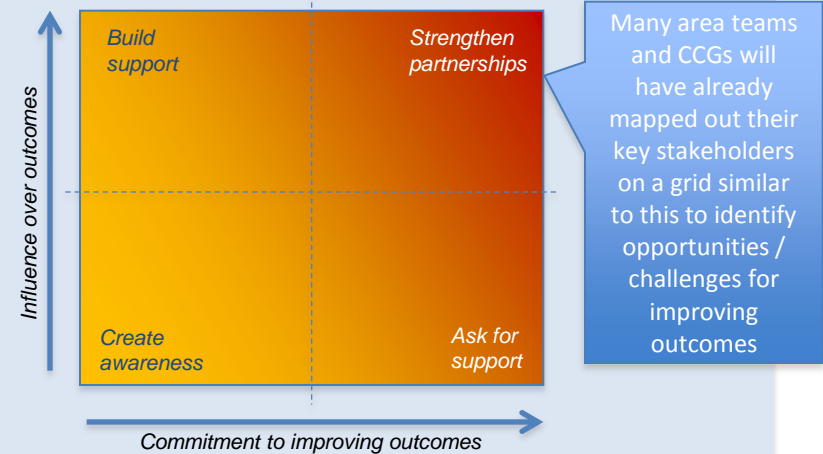 Influence over outcomes
Build
support
Strengthen
partnerships
Create
awareness
Ask for
support
Commitment to improving outcomes
Many area teams
and CCGs will
have already
mapped out their
key stakeholders
on a grid similar
to this to identify
opportunities /
challenges for
improving
outcomes